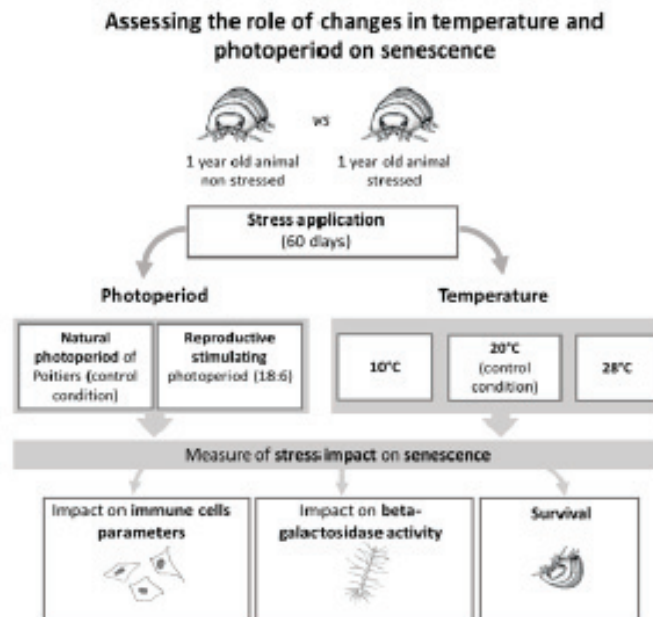 Assessing the role of changes in temperature and
photoperiod on senescence
vs
1 year old animal
non stressed
1 year old animal
stressed
Stress application
(60 days)
Photoperiod
Temperature
Natural
photoperiod of
Poitiers (control
condition)
Reproductive
stimulating
photoperiod (18:6)
10°C
20°C
(control
condition)
28°C
Measure of stress impact on senescence
Impact on immune cells
parameters
Impact on beta-
galactosidase activity
Survival